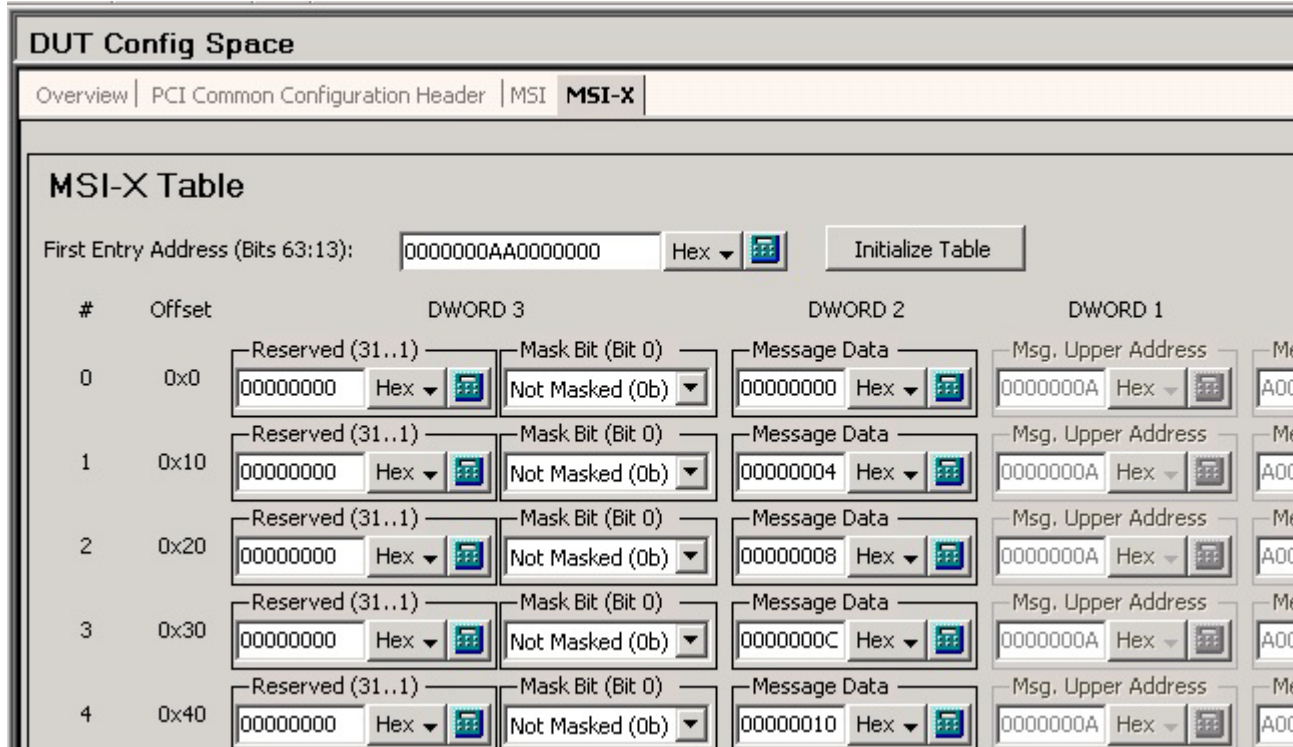 DUT Config Space
Overview PCI Common Configuration Header MSI MSI-X
MSI-X Table
First Entry Address (Bits 63:13): 0000000AA0000000 Hex Initialize Table
# Offset DWORD 3 DWORD 2 DWORD 1
Reserved (31..1) Mask Bit (Bit 0) Message Data Msg. Upper Address
0 0x0 00000000 Hex Not Masked (0b) 00000000 Hex 0000000A Hex
Reserved (31..1) Mask Bit (Bit 0) Message Data Msg. Upper Address
1 0x10 00000000 Hex Not Masked (0b) 00000004 Hex 0000000A Hex
Reserved (31..1) Mask Bit (Bit 0) Message Data Msg. Upper Address
2 0x20 00000000 Hex Not Masked (0b) 00000008 Hex 0000000A Hex
Reserved (31..1) Mask Bit (Bit 0) Message Data Msg. Upper Address
3 0x30 00000000 Hex Not Masked (0b) 0000000C Hex 0000000A Hex
Reserved (31..1) Mask Bit (Bit 0) Message Data Msg. Upper Address
4 0x40 00000000 Hex Not Masked (0b) 00000010 Hex 0000000A Hex